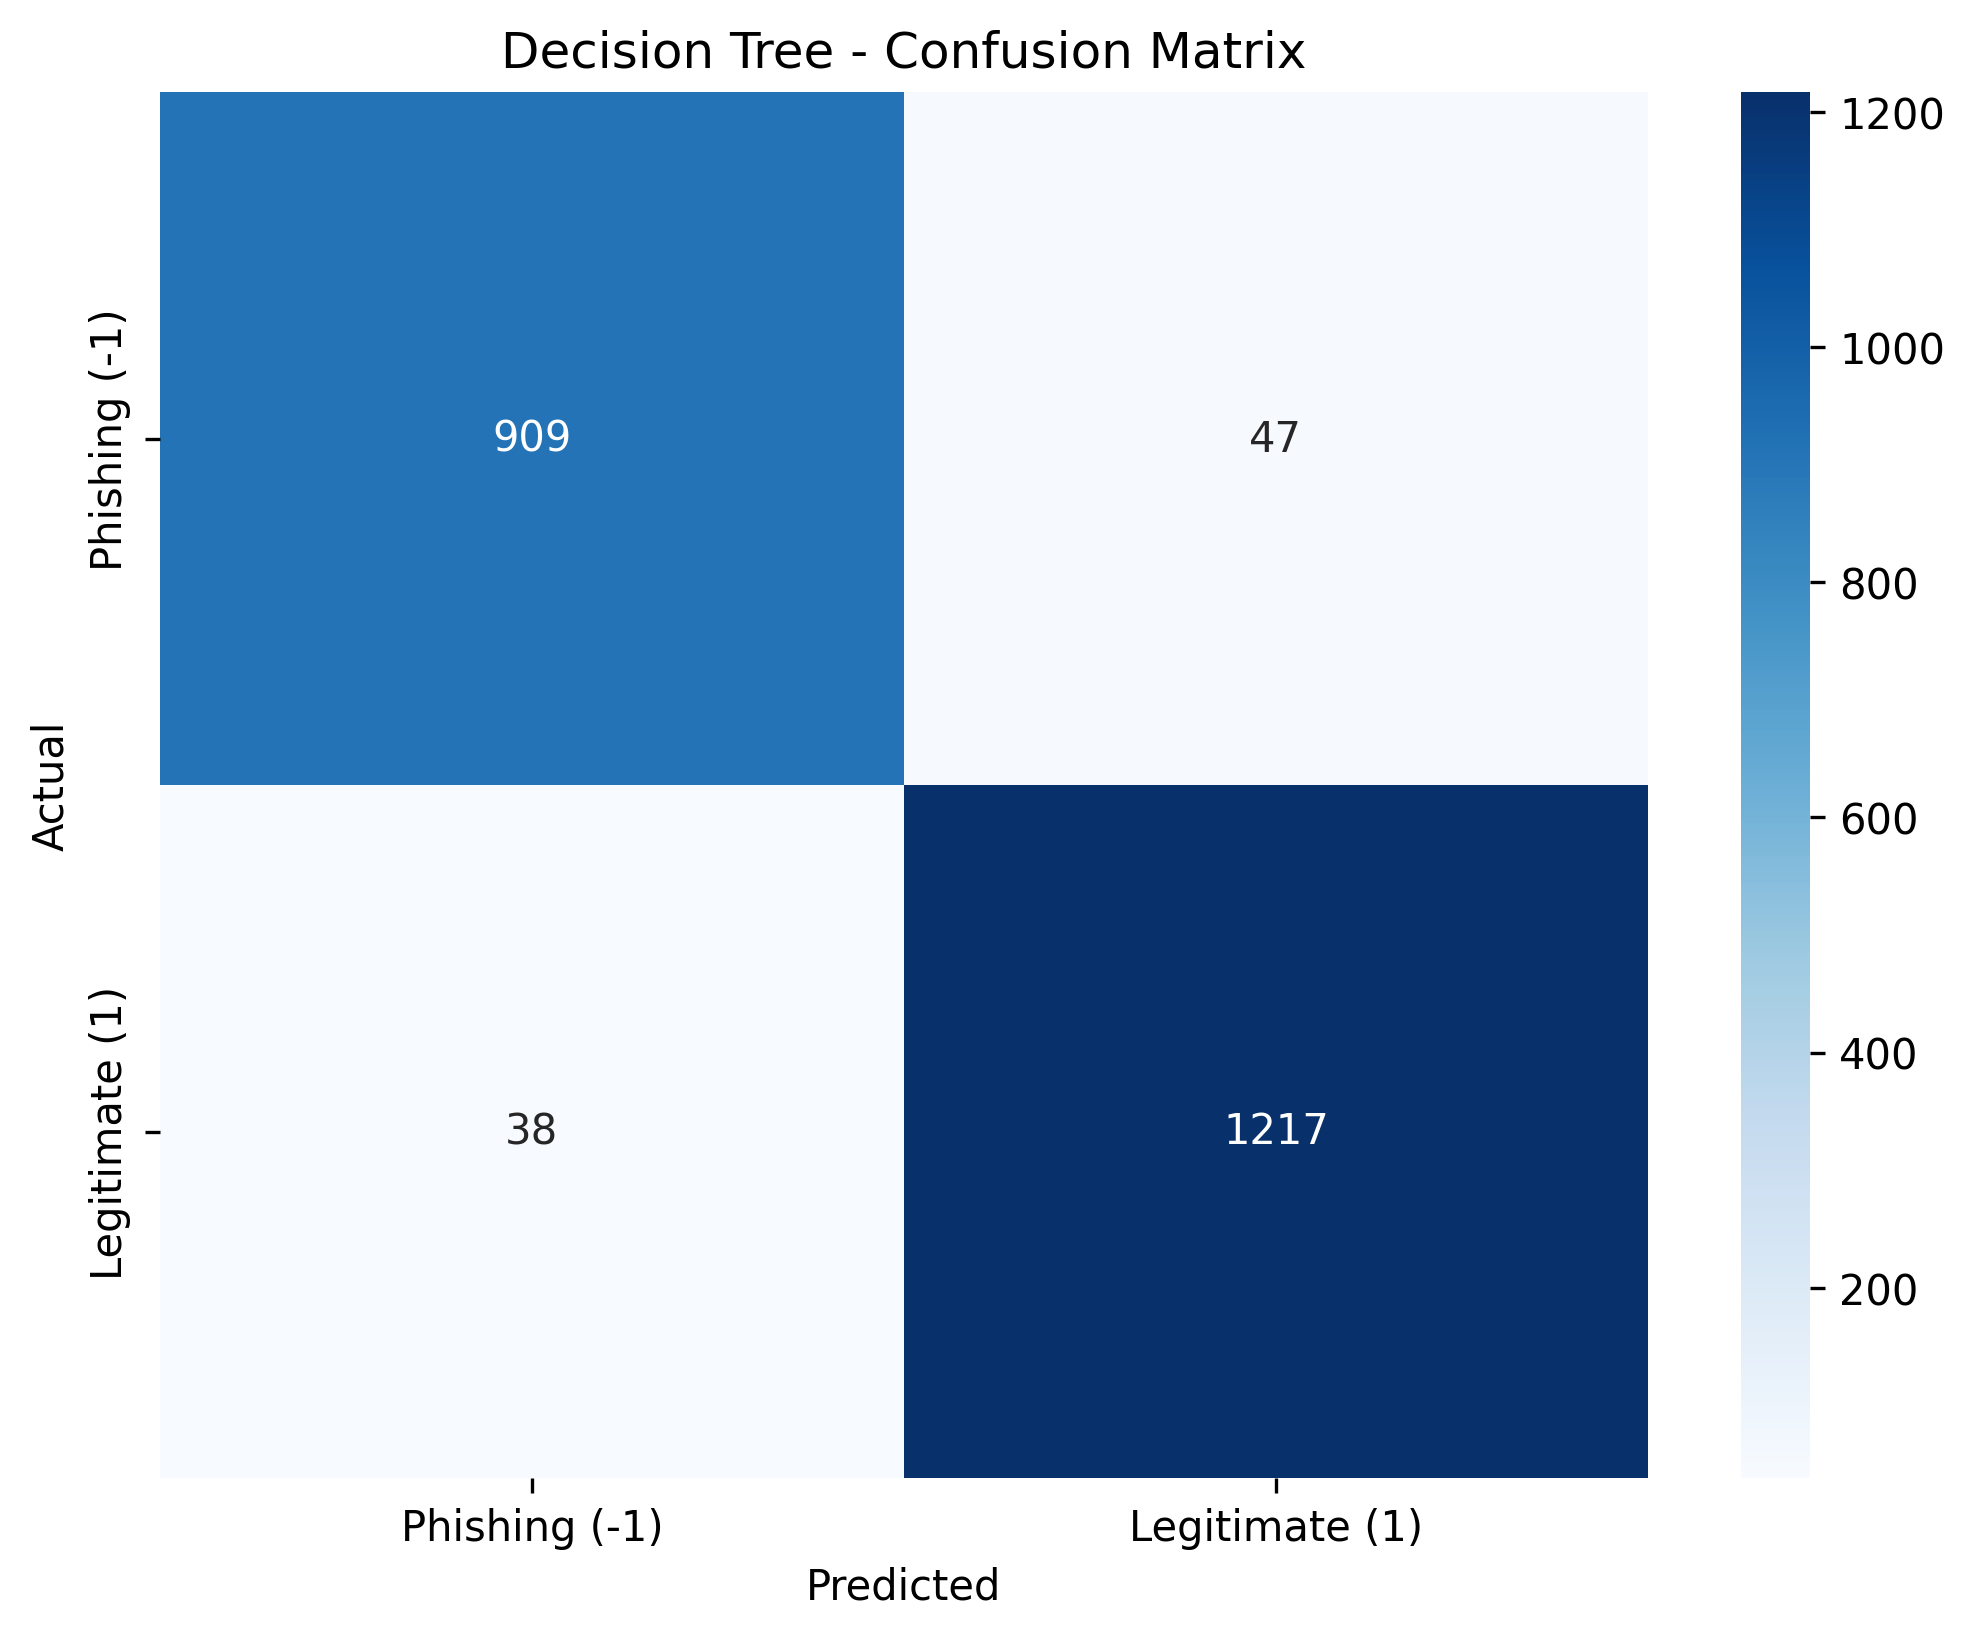 Decision Tree - Confusion Matrix
Actual
Phishing (-1)
Legitimate (1)
909
47
38
1217
Phishing (-1)
Legitimate (1)
Predicted
1200
1000
800
600
400
200